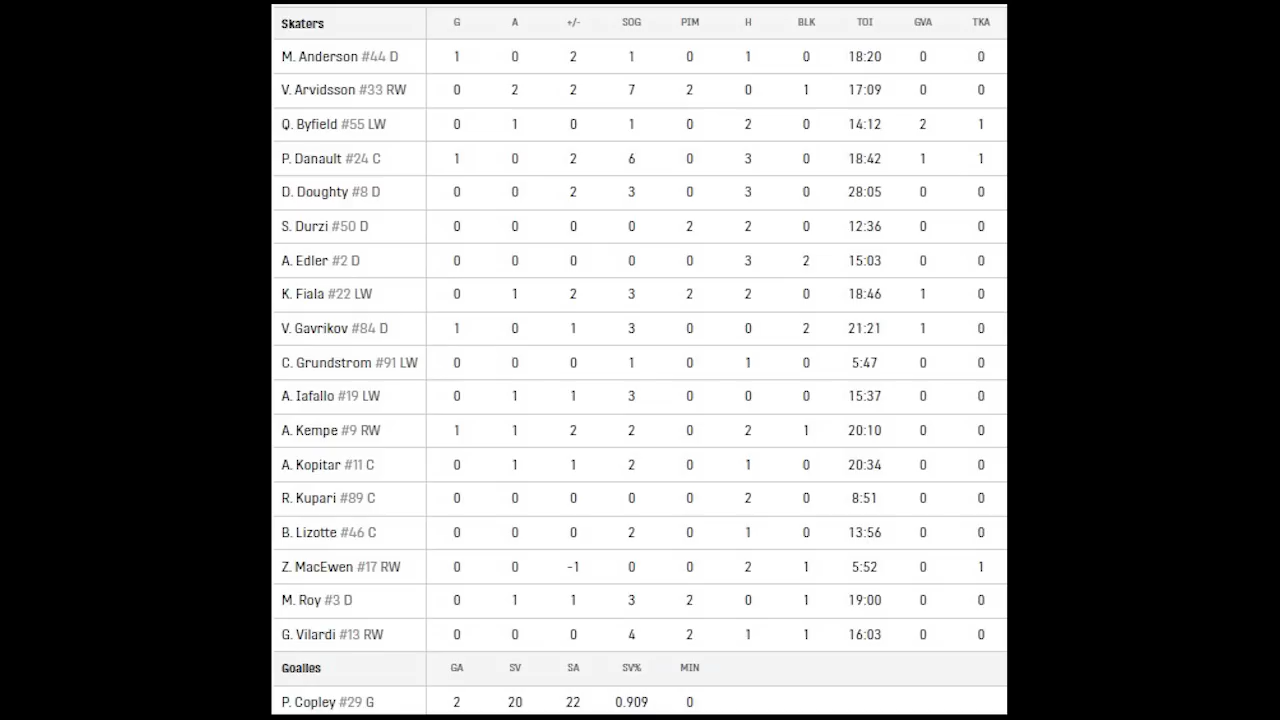 Skaters G A +/- SOG PIM H BLK TOI GVA TKA
M. Anderson #44 D 1 0 2 1 0 1 0 18:20 0 0
V. Arvidsson #33 RW 0 2 2 7 2 0 1 17:09 0 0
Q. Byfield #55 LW 0 1 0 1 0 2 0 14:12 2 1
P. Danault #24 C 1 0 2 6 0 3 0 18:42 1 1
D. Doughty #8 D 0 0 2 3 0 3 0 28:05 0 0
S. Durzi #50 D 0 0 0 0 2 2 0 12:36 0 0
A. Edler #2 D 0 0 0 0 0 3 2 15:03 0 0
K. Fiala #22 LW 0 1 2 3 2 2 0 18:46 1 0
V. Gavrikov #84 D 1 0 1 3 0 0 2 21:21 1 0
C. Grundstrom #91 LW 0 0 0 1 0 1 0 5:47 0 0
A. Iafallo #19 LW 0 1 1 3 0 0 0 15:37 0 0
A. Kempe #9 RW 1 1 2 2 0 2 1 20:10 0 0
A. Kopitar #11 C 0 1 1 2 0 1 0 20:34 0 0
R. Kupari #89 C 0 0 0 0 0 2 0 8:51 0 0
B. Lizotte #46 C 0 0 0 2 0 1 0 13:56 0 0
Z. MacEwen #17 RW 0 0 -1 0 0 2 1 5:52 0 1
M. Roy #3 D 0 1 1 3 2 0 1 19:00 0 0
G. Vilardi #13 RW 0 0 0 4 2 1 1 16:03 0 0
Goalies GA SV SA SV% MIN
P. Copley #29 G 2 20 22 0.909 0